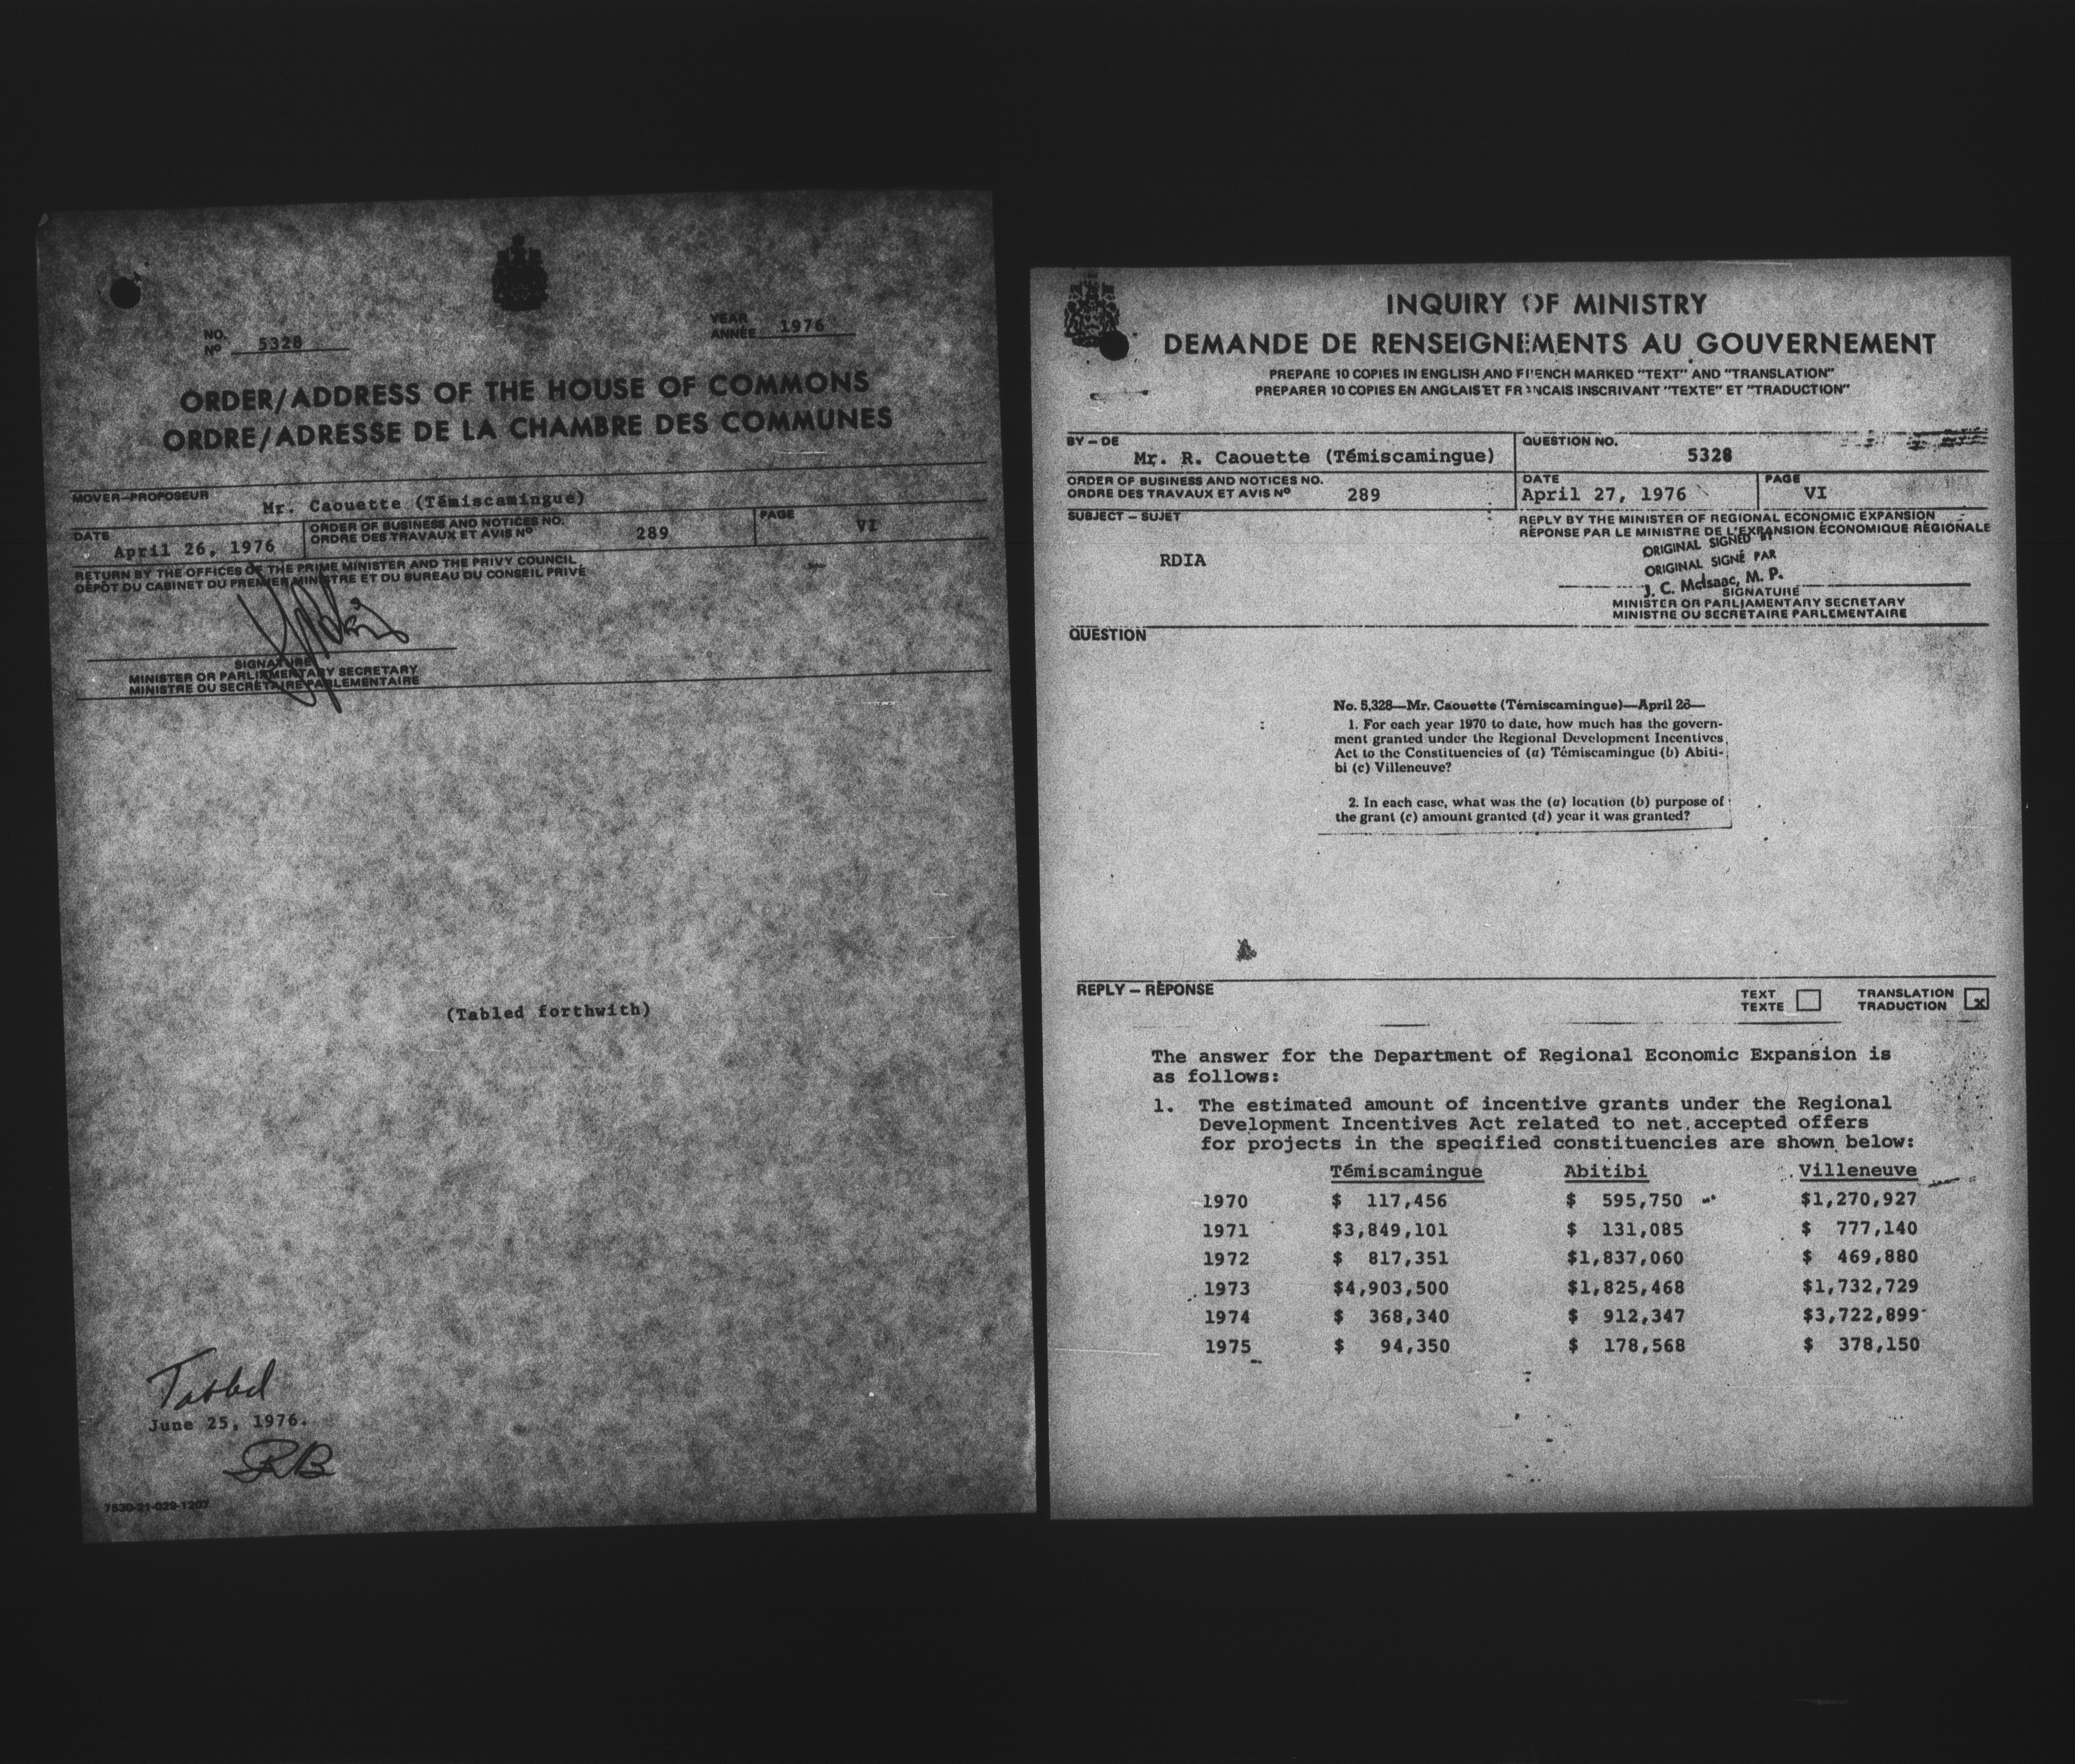 NO. 
Nº 5328
YEAR
ANNÉE 1976
ORDER/ADDRESS OF THE HOUSE OF COMMONS
ORDRE/ADRESSE DE LA CHAMBRE DES COMMUNES
MOVER—PROPOSEUR
Mr. Caouette (Témiscamingue)
DATE
April 26, 1976
ORDER OF BUSINESS AND NOTICES NO.
ORDRE DES TRAVAUX ET AVIS Nº 289
PAGE
VI
RETURN BY THE OFFICES OF THE PRIME MINISTER AND THE PRIVY COUNCIL
DÉPÔT DU CABINET DU PREMIER MINISTRE ET DU BUREAU DU CONSEIL PRIVÉ
SIGNATURE
MINISTER OR PARLIAMENTARY SECRETARY
MINISTRE OU SECRÉTAIRE PARLEMENTAIRE
(Tabled forthwith)
Tabled
June 25, 1976.
RB
7530-21-029-1207
INQUIRY OF MINISTRY
DEMANDE DE RENSEIGNEMENTS AU GOUVERNEMENT
PREPARE 10 COPIES IN ENGLISH AND FRENCH MARKED "TEXT" AND "TRANSLATION"
PREPARER 10 COPIES EN ANGLAIS ET FRANCAIS INSCRIVANT "TEXTE" ET "TRADUCTION"
BY – DE
Mr. R. Caouette (Témiscamingue)
QUESTION NO.
5328
ORDER OF BUSINESS AND NOTICES NO.
ORDRE DES TRAVAUX ET AVIS Nº 289
DATE
April 27, 1976
PAGE
VI
SUBJECT – SUJET
RDIA
REPLY BY THE MINISTER OF REGIONAL ECONOMIC EXPANSION
RÉPONSE PAR LE MINISTRE DE L'EXPANSION ÉCONOMIQUE RÉGIONALE
ORIGINAL SIGNED BY
ORIGINAL SIGNÉ PAR
J. C. McIsaac, M. P.
SIGNATURE
MINISTER OR PARLIAMENTARY SECRETARY
MINISTRE OU SECRÉTAIRE PARLEMENTAIRE
QUESTION
No. 5,328—Mr. Caouette (Témiscamingue)—April 26—
1. For each year 1970 to date, how much has the govern-
ment granted under the Regional Development Incentives
Act to the Constituencies of (a) Témiscamingue (b) Abiti-
bi (c) Villeneuve?
2. In each case, what was the (a) location (b) purpose of
the grant (c) amount granted (d) year it was granted?
REPLY – RÉPONSE
TEXT
TEXTE
TRANSLATION
TRADUCTION x
The answer for the Department of Regional Economic Expansion is
as follows:
1. The estimated amount of incentive grants under the Regional
Development Incentives Act related to net accepted offers
for projects in the specified constituencies are shown below:
Témiscamingue Abitibi Villeneuve
1970 $ 117,456 $ 595,750 $1,270,927
1971 $3,849,101 $ 131,085 $ 777,140
1972 $ 817,351 $1,837,060 $ 469,880
1973 $4,903,500 $1,825,468 $1,732,729
1974 $ 368,340 $ 912,347 $3,722,899
1975 $ 94,350 $ 178,568 $ 378,150